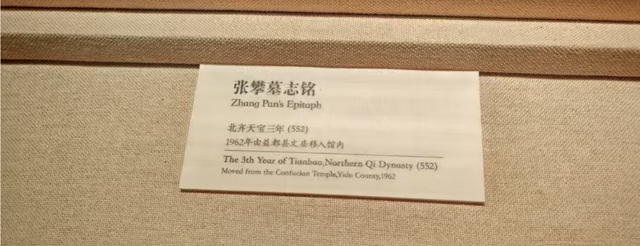 张攀墓志铭
Zhang Pan's Epitaph
北齐天宝三年 (552)
1962年由益都县文庙移入馆内
The 3th Year of Tianbao,Northern Qi Dynasty (552)
Moved from the Confucian Temple,Yidu County,1962